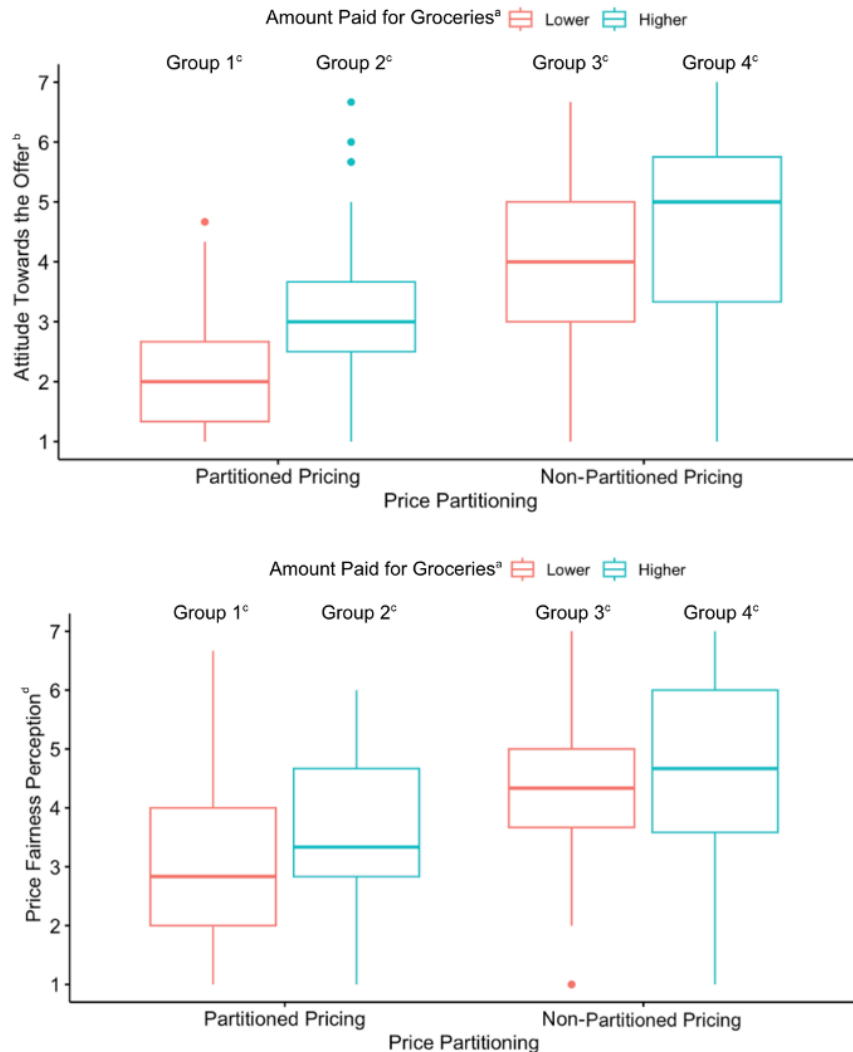 Amount Paid for Groceriesᵃ Lower Higher
Group 1ᶜ Group 2ᶜ Group 3ᶜ Group 4ᶜ
7
6
5
4
3
2
1
Attitude Towards the Offer ᵇ
Partitioned Pricing Non-Partitioned Pricing
Price Partitioning
Amount Paid for Groceriesᵃ Lower Higher
Group 1ᶜ Group 2ᶜ Group 3ᶜ Group 4ᶜ
7
6
5
4
3
2
1
Price Fairness Perceptionᵈ
Partitioned Pricing Non-Partitioned Pricing
Price Partitioning